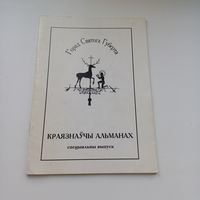 Горад Святога Губерта
КРАЯЗНАЎЧЫ АЛЬМАНАХ
спецыяльны выпуск